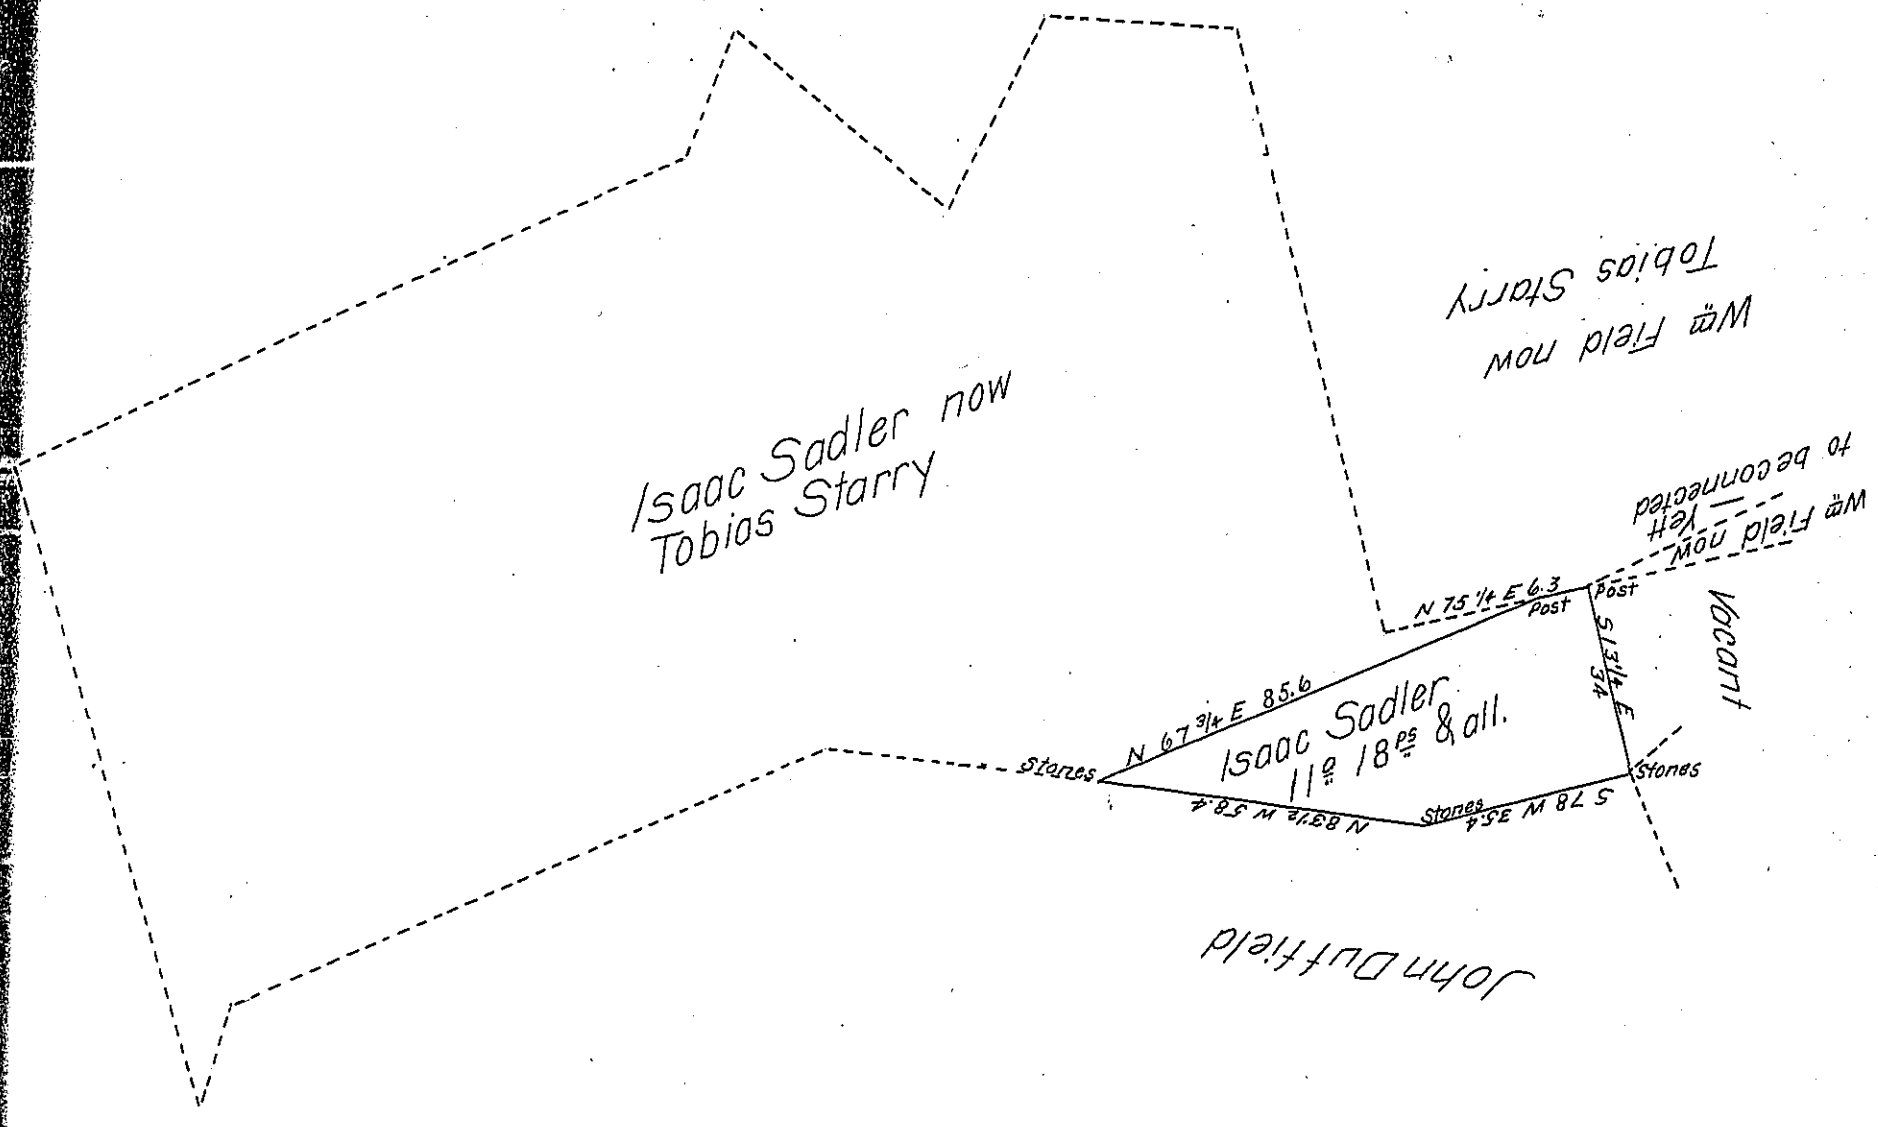 Wm Field now
Tobias Starry
Isaac Sadler now
Tobias Starry
Wm Field now
Yett
to be connected
N 75 1/4 E 6.3
Post
Post
Vacant
S 13 1/4 E
34
N 67 3/4 E 85.6
Isaac Sadler
11a 18ps & all.
Stones
Stones
Stones
N 83 1/2 W 58.4
S 78 W 35.4
John Duffield